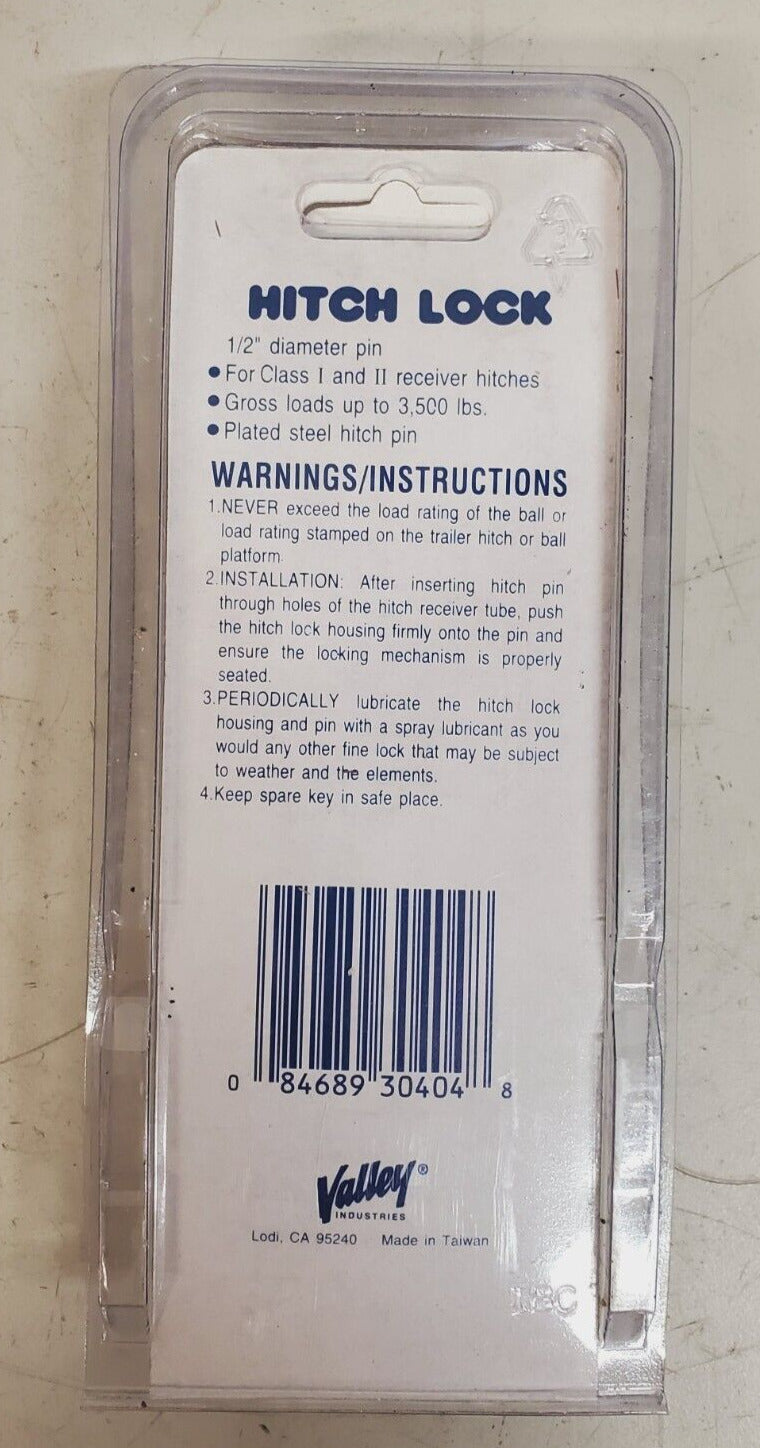 3
V
HITCH LOCK
1/2" diameter pin
• For Class I and II receiver hitches
• Gross loads up to 3,500 lbs.
• Plated steel hitch pin
WARNINGS/INSTRUCTIONS
1.NEVER exceed the load rating of the ball or
load rating stamped on the trailer hitch or ball
platform.
2.INSTALLATION: After inserting hitch pin
through holes of the hitch receiver tube, push
the hitch lock housing firmly onto the pin and
ensure the locking mechanism is properly
seated.
3.PERIODICALLY lubricate the hitch lock
housing and pin with a spray lubricant as you
would any other fine lock that may be subject
to weather and the elements.
4.Keep spare key in safe place.
0 84689 30404 8
Valley®
INDUSTRIES
Lodi, CA 95240 Made in Taiwan